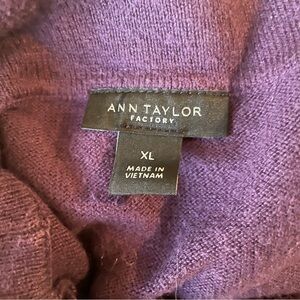 ANN TAYLOR
FACTORY
XL
MADE IN
VIETNAM